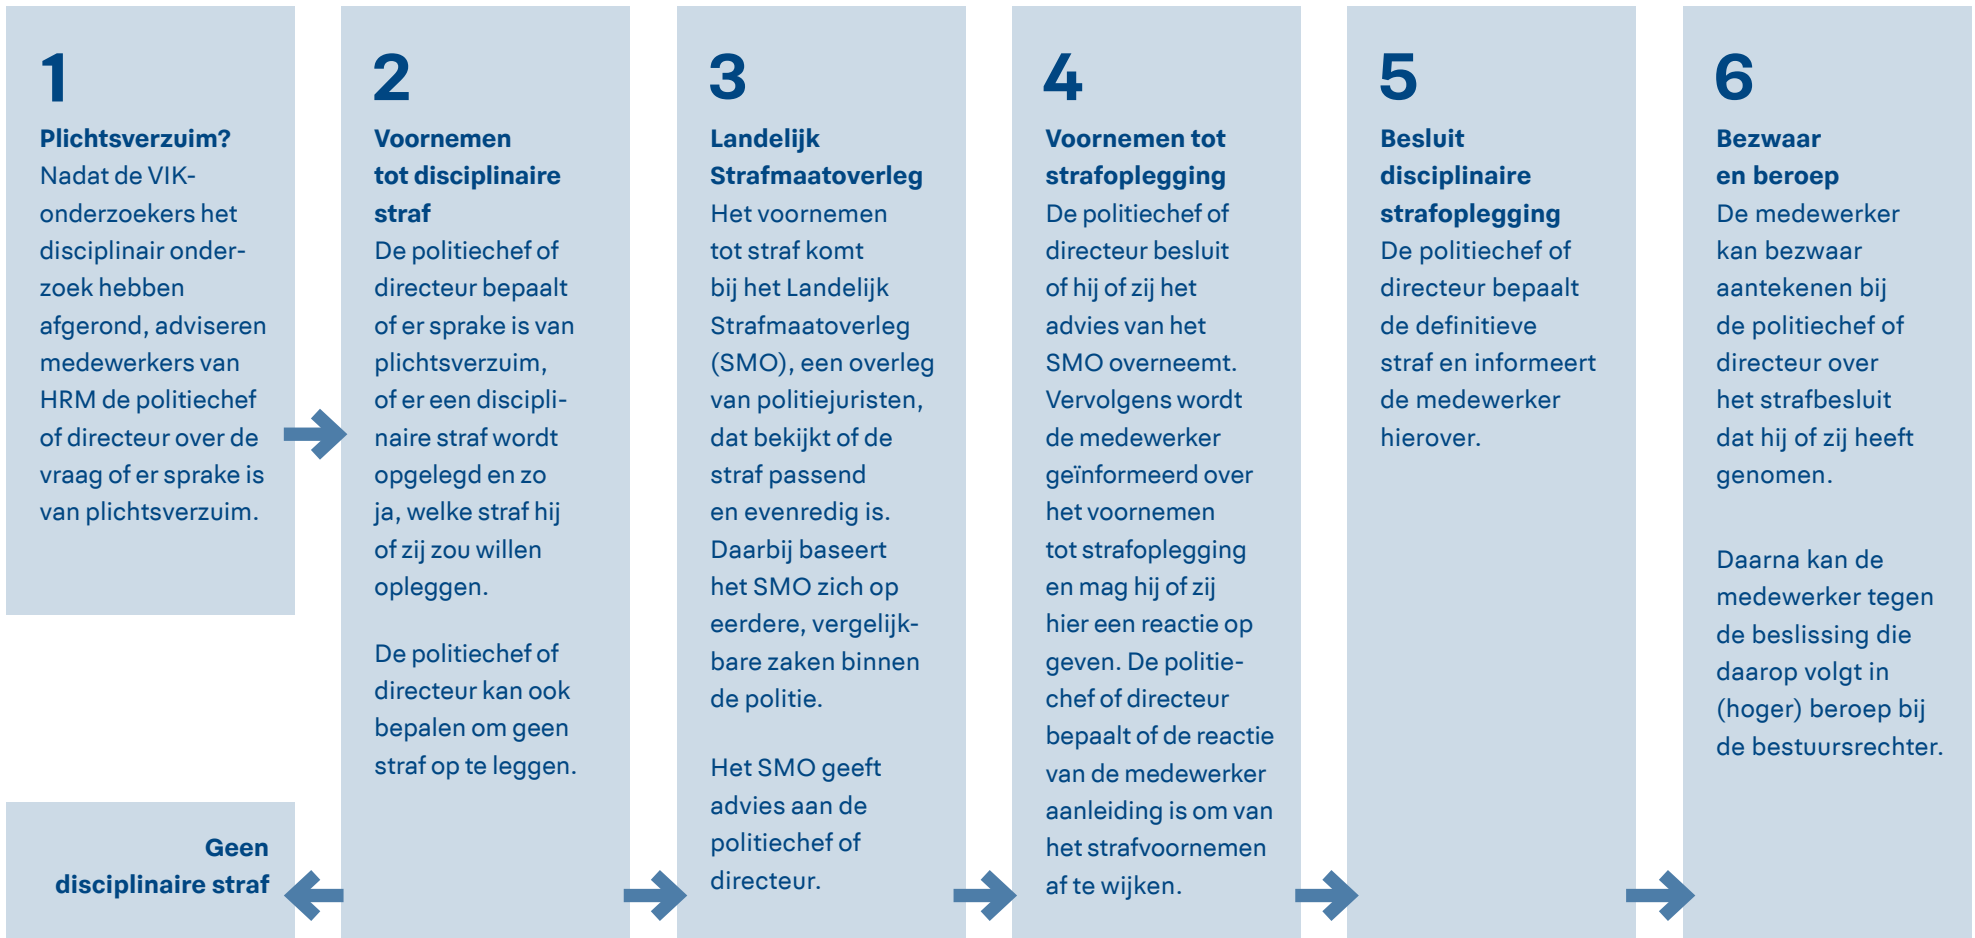 1
Plichtsverzuim?
Nadat de VIK-
onderzoekers het
disciplinair onder-
zoek hebben
afgerond, adviseren
medewerkers van
HRM de politiechef
of directeur over de
vraag of er sprake is
van plichtsverzuim.
Geen
disciplinaire straf
2
Voornemen
tot disciplinaire
straf
De politiechef of
directeur bepaalt
of er sprake is van
plichtsverzuim,
of er een discipli-
naire straf wordt
opgelegd en zo
ja, welke straf hij
of zij zou willen
opleggen.
De politiechef of
directeur kan ook
bepalen om geen
straf op te leggen.
3
Landelijk
Strafmaatoverleg
Het voornemen
tot straf komt
bij het Landelijk
Strafmaatoverleg
(SMO), een overleg
van politiejuristen,
dat bekijkt of de
straf passend
en evenredig is.
Daarbij baseert
het SMO zich op
eerdere, vergelijk-
bare zaken binnen
de politie.
Het SMO geeft
advies aan de
politiechef of
directeur.
4
Voornemen tot
strafoplegging
De politiechef of
directeur besluit
of hij of zij het
advies van het
SMO overneemt.
Vervolgens wordt
de medewerker
geïnformeerd over
het voornemen
tot strafoplegging
en mag hij of zij
hier een reactie op
geven. De politie-
chef of directeur
bepaalt of de reactie
van de medewerker
aanleiding is om van
het strafvoornemen
af te wijken.
5
Besluit
disciplinaire
strafoplegging
De politiechef of
directeur bepaalt
de definitieve
straf en informeert
de medewerker
hierover.
6
Bezwaar
en beroep
De medewerker
kan bezwaar
aantekenen bij
de politiechef of
directeur over
het strafbesluit
dat hij of zij heeft
genomen.
Daarna kan de
medewerker tegen
de beslissing die
daarop volgt in
(hoger) beroep bij
de bestuursrechter.